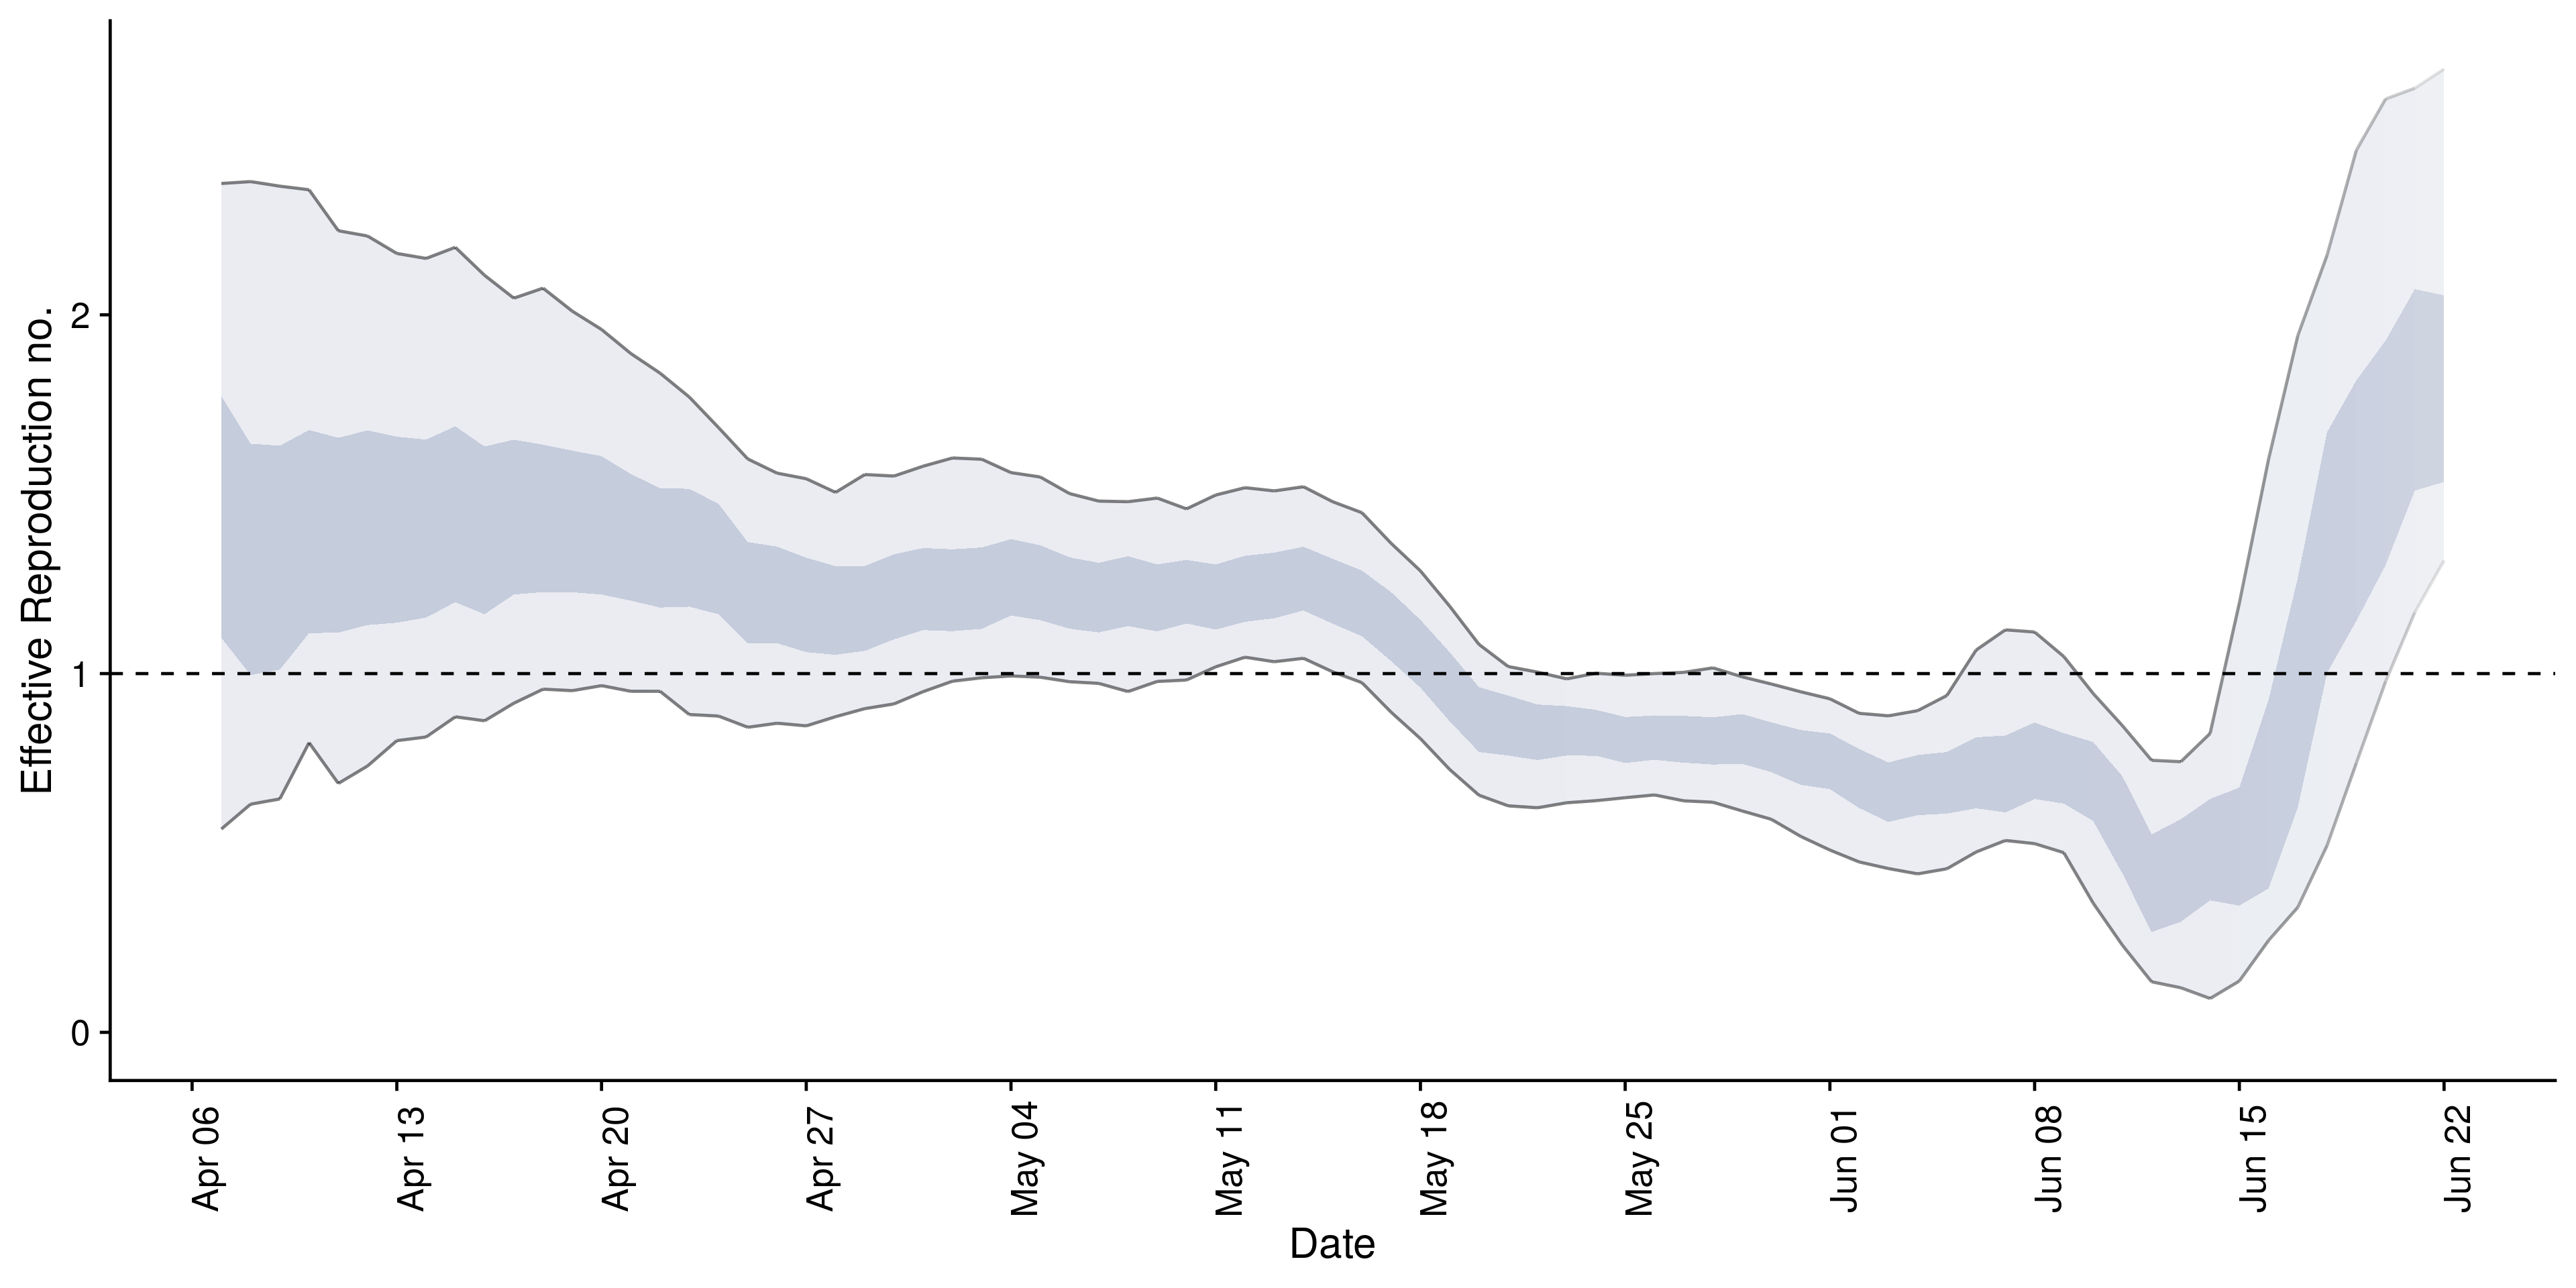 Effective Reproduction no.
2
1
0
Apr 06
Apr 13
Apr 20
Apr 27
May 04
May 11
May 18
May 25
Jun 01
Jun 08
Jun 15
Jun 22
Date